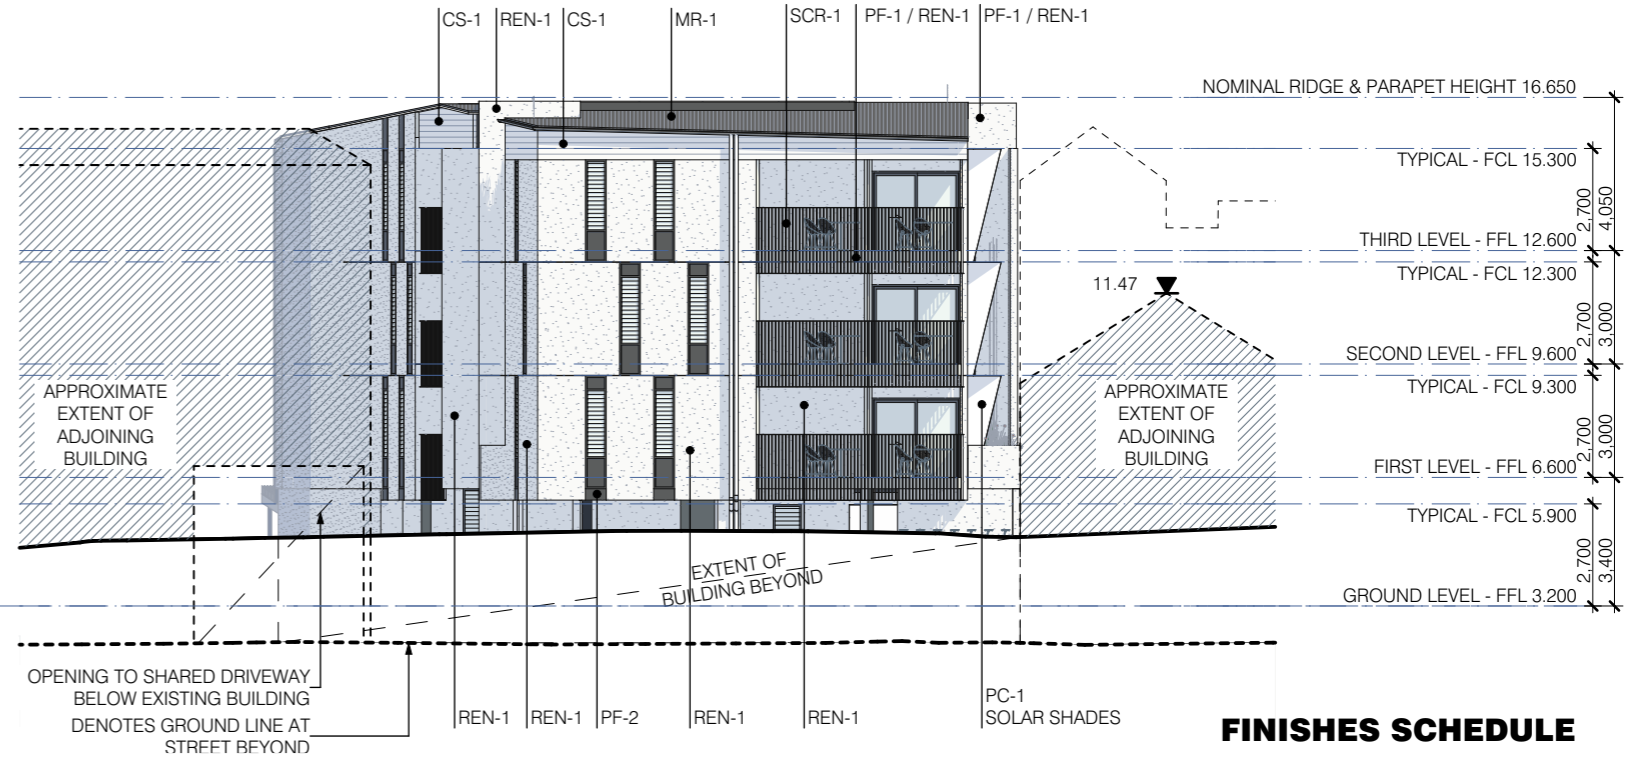 CS-1
REN-1
CS-1
MR-1
SCR-1
PF-1 / REN-1
PF-1 / REN-1
NOMINAL RIDGE & PARAPET HEIGHT 16.650
TYPICAL - FCL 15.300
2,700
4,050
THIRD LEVEL - FFL 12.600
TYPICAL - FCL 12.300
11.47
2,700
3,000
SECOND LEVEL - FFL 9.600
TYPICAL - FCL 9.300
APPROXIMATE
EXTENT OF
ADJOINING
BUILDING
APPROXIMATE
EXTENT OF
ADJOINING
BUILDING
2,700
3,000
FIRST LEVEL - FFL 6.600
TYPICAL - FCL 5.900
2,700
3,400
EXTENT OF
BUILDING BEYOND
GROUND LEVEL - FFL 3.200
OPENING TO SHARED DRIVEWAY
BELOW EXISTING BUILDING
DENOTES GROUND LINE AT
STREET BEYOND
REN-1
REN-1
PF-2
REN-1
REN-1
PC-1
SOLAR SHADES
FINISHES SCHEDULE